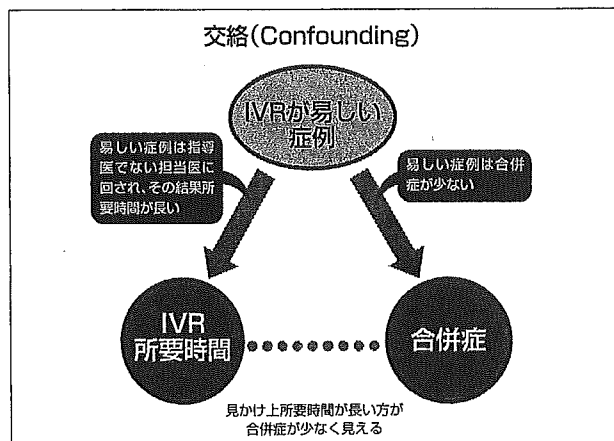 交絡(Confounding)
IVRが易しい
症例
易しい症例は指導
医でない担当医に
回され、その結果所
要時間が長い
易しい症例は合併
症が少ない
IVR
所要時間
合併症
見かけ上所要時間が長い方が
合併症が少なく見える